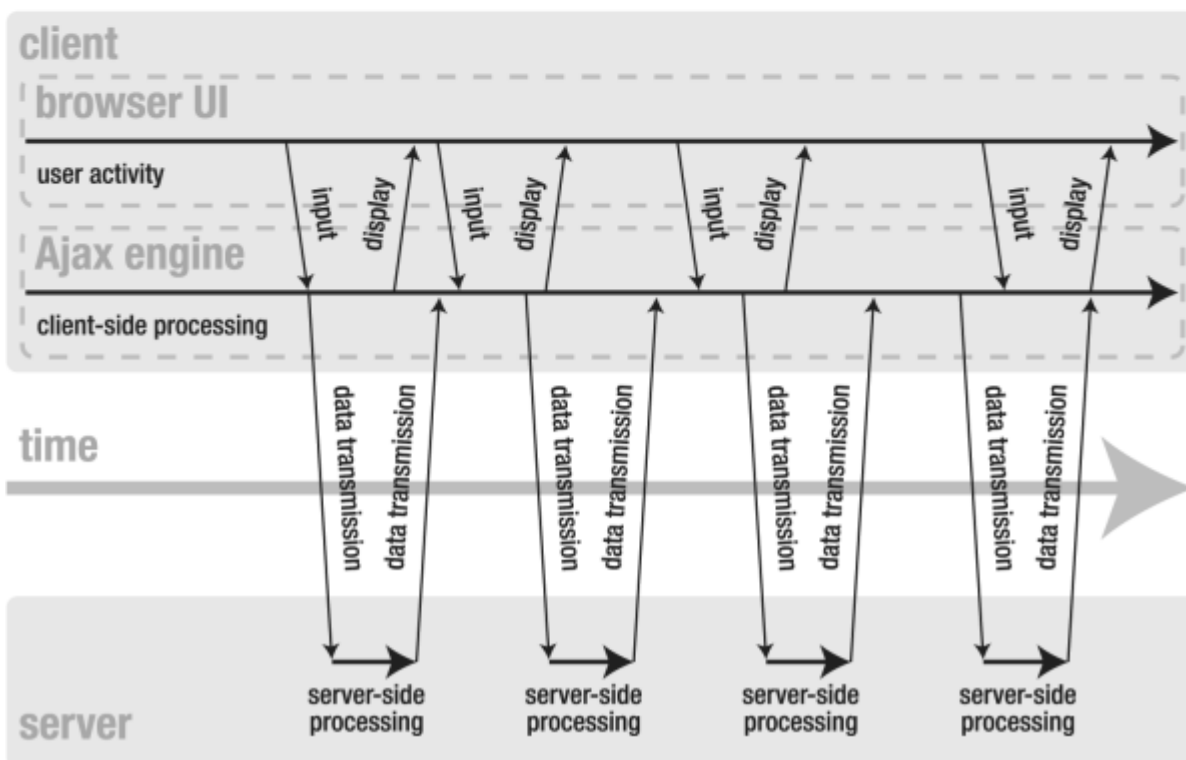 client
browser UI
user activity
input
display
input
display
input
display
input
display
Ajax engine
client-side processing
data transmission
data transmission
data transmission
data transmission
data transmission
data transmission
data transmission
data transmission
time
server-side
processing
server-side
processing
server-side
processing
server-side
processing
server